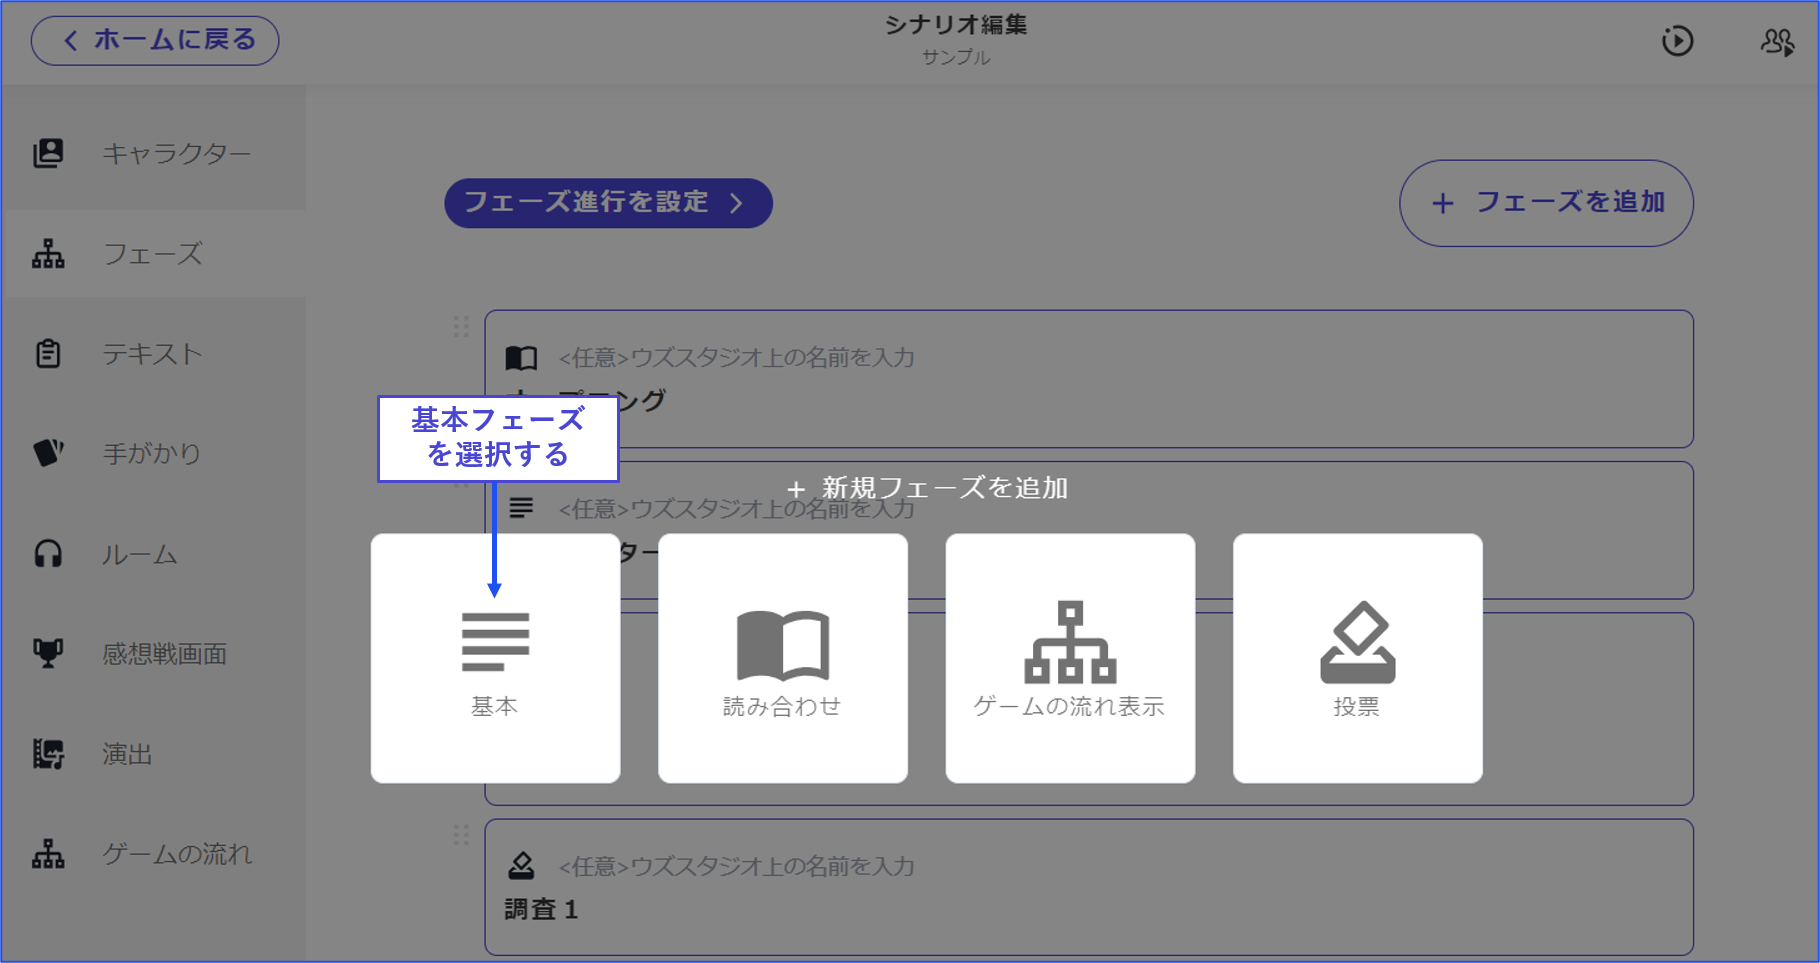 ホームに戻る
シナリオ編集
サンプル
キャラクター
フェーズ
テキスト
手がかり
ルーム
感想戦画面
演出
ゲームの流れ
フェーズ進行を設定
＋ フェーズを追加
<任意>ウズスタジオ上の名前を入力
ニング
基本フェーズ
を選択する
＋ 新規フェーズを追加
<任意>ウズスタジオ上の名前を入力
ター
基本
読み合わせ
ゲームの流れ表示
投票
<任意>ウズスタジオ上の名前を入力
調査 1